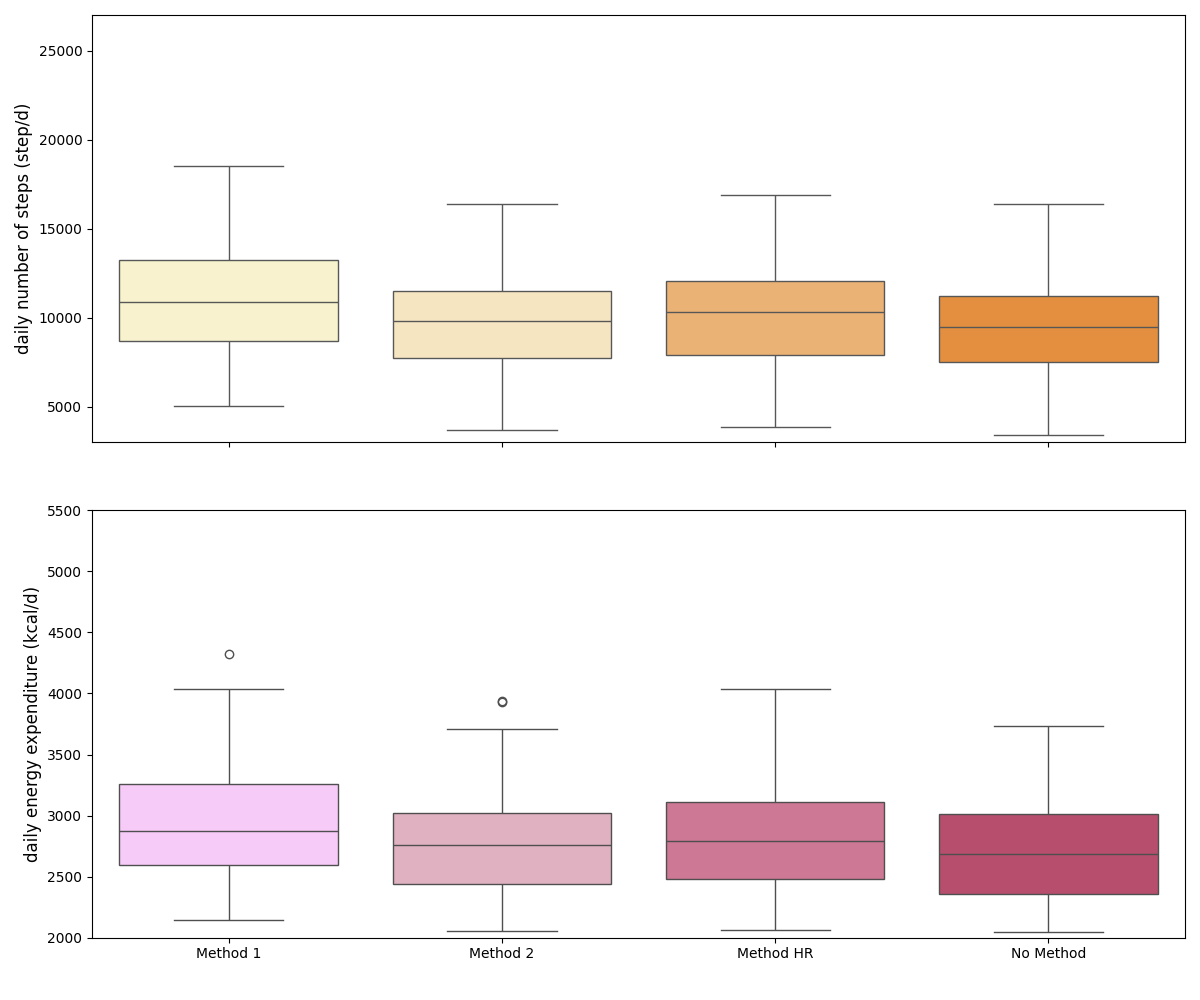 daily number of steps (step/d)
25000
20000
15000
10000
5000
daily energy expenditure (kcal/d)
5500
5000
4500
4000
3500
3000
2500
2000
Method 1
Method 2
Method HR
No Method